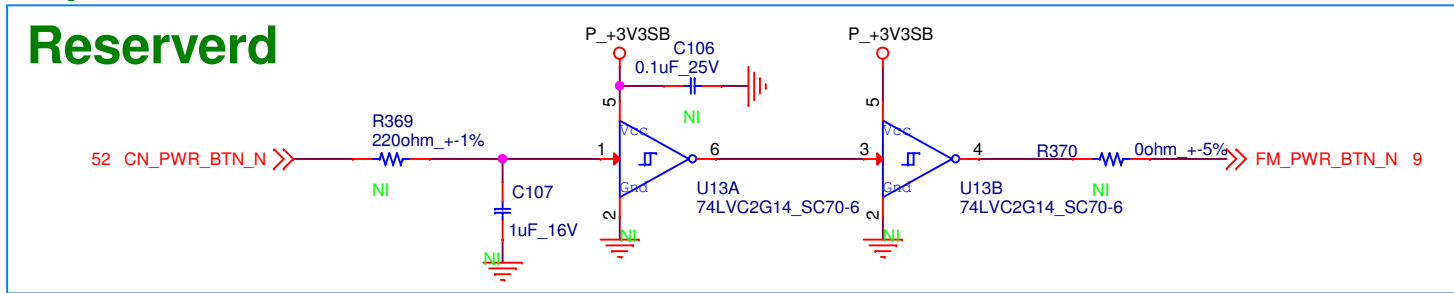 Reserverd
P_+3V3SB
C106
0.1uF_25V
NI
5
VCC
R369
220ohm_+-1%
52 CN_PWR_BTN_N
NI
C107
1uF_16V
NI
1
6
Gnd
2
NI
U13A
74LVC2G14_SC70-6
P_+3V3SB
5
VCC
3
4
Gnd
2
NI
U13B
74LVC2G14_SC70-6
R370
0ohm_+-5%
NI
FM_PWR_BTN_N 9